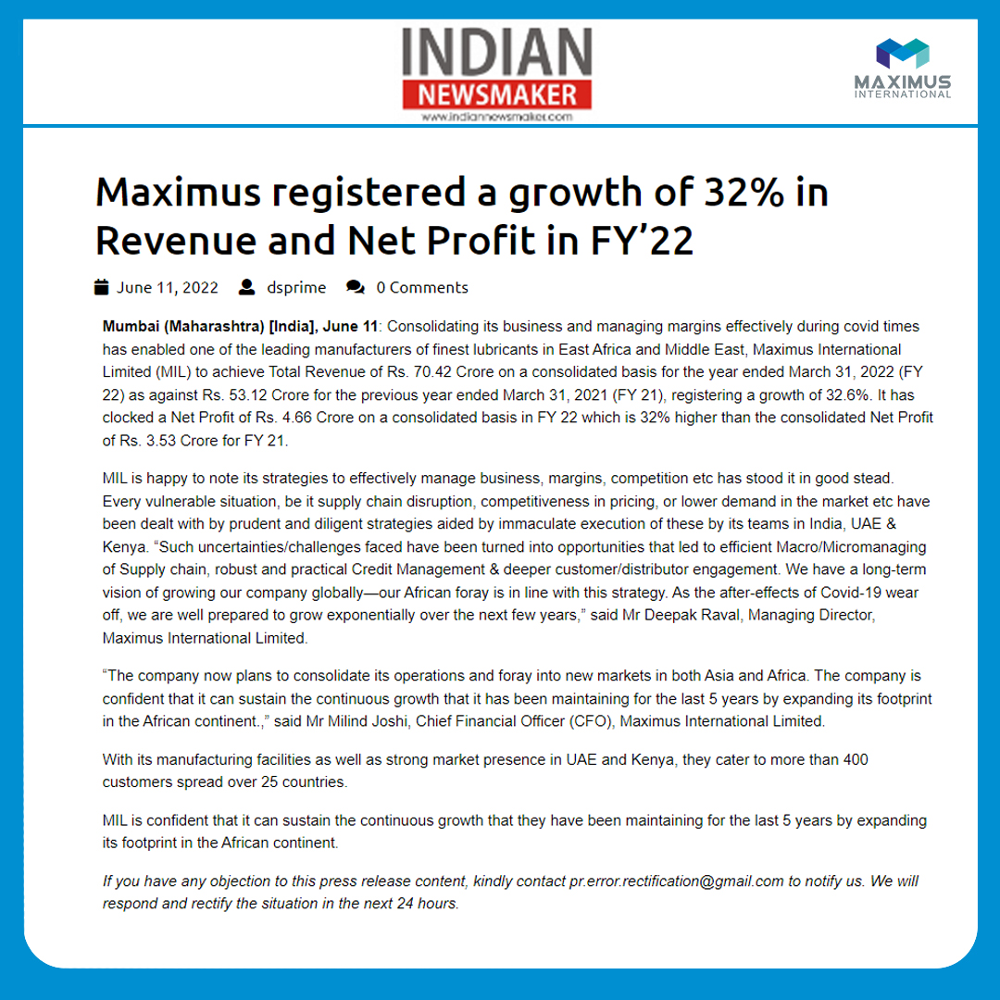 INDIAN
NEWSMAKER
www.indiannewsmaker.com
MAXIMUS
INTERNATIONAL
Maximus registered a growth of 32% in
Revenue and Net Profit in FY’22
June 11, 2022 dsprime 0 Comments
Mumbai (Maharashtra) [India], June 11: Consolidating its business and managing margins effectively during covid times
has enabled one of the leading manufacturers of finest lubricants in East Africa and Middle East, Maximus International
Limited (MIL) to achieve Total Revenue of Rs. 70.42 Crore on a consolidated basis for the year ended March 31, 2022 (FY
22) as against Rs. 53.12 Crore for the previous year ended March 31, 2021 (FY 21), registering a growth of 32.6%. It has
clocked a Net Profit of Rs. 4.66 Crore on a consolidated basis in FY 22 which is 32% higher than the consolidated Net Profit
of Rs. 3.53 Crore for FY 21.
MIL is happy to note its strategies to effectively manage business, margins, competition etc has stood it in good stead.
Every vulnerable situation, be it supply chain disruption, competitiveness in pricing, or lower demand in the market etc have
been dealt with by prudent and diligent strategies aided by immaculate execution of these by its teams in India, UAE &
Kenya. “Such uncertainties/challenges faced have been turned into opportunities that led to efficient Macro/Micromanaging
of Supply chain, robust and practical Credit Management & deeper customer/distributor engagement. We have a long-term
vision of growing our company globally—our African foray is in line with this strategy. As the after-effects of Covid-19 wear
off, we are well prepared to grow exponentially over the next few years,” said Mr Deepak Raval, Managing Director,
Maximus International Limited.
“The company now plans to consolidate its operations and foray into new markets in both Asia and Africa. The company is
confident that it can sustain the continuous growth that it has been maintaining for the last 5 years by expanding its footprint
in the African continent.,” said Mr Milind Joshi, Chief Financial Officer (CFO), Maximus International Limited.
With its manufacturing facilities as well as strong market presence in UAE and Kenya, they cater to more than 400
customers spread over 25 countries.
MIL is confident that it can sustain the continuous growth that they have been maintaining for the last 5 years by expanding
its footprint in the African continent.
If you have any objection to this press release content, kindly contact pr.error.rectification@gmail.com to notify us. We will
respond and rectify the situation in the next 24 hours.